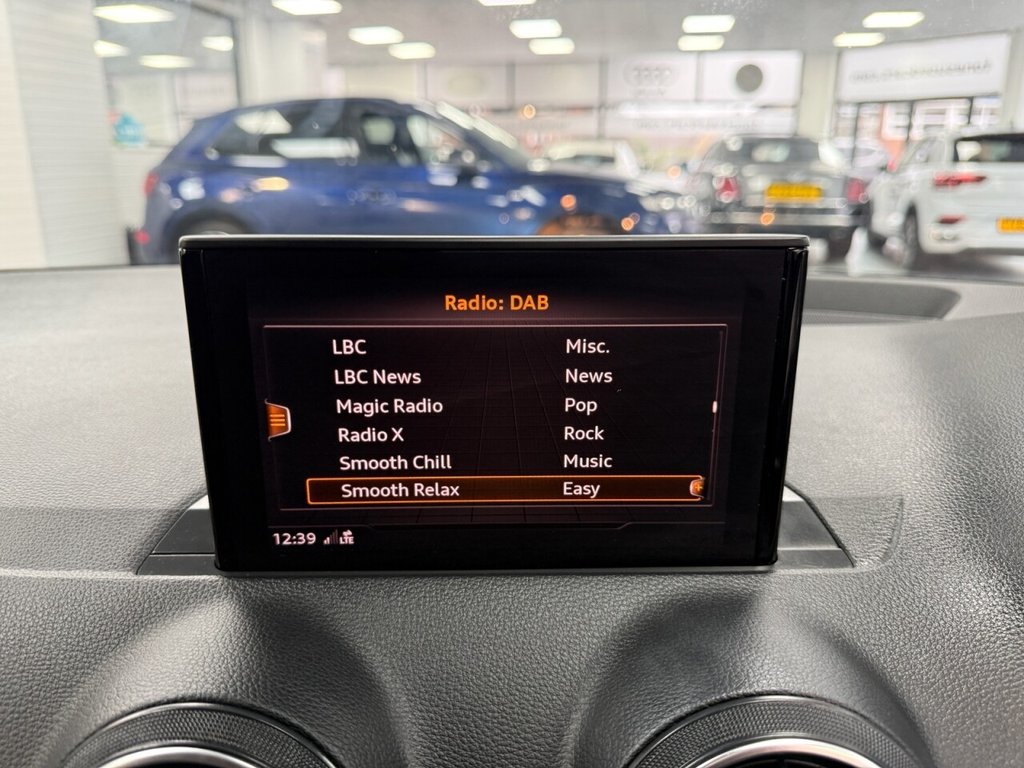 Radio: DAB
LBC Misc.
LBC News News
Magic Radio Pop
Radio X Rock
Smooth Chill Music
Smooth Relax Easy
12:39 LTE